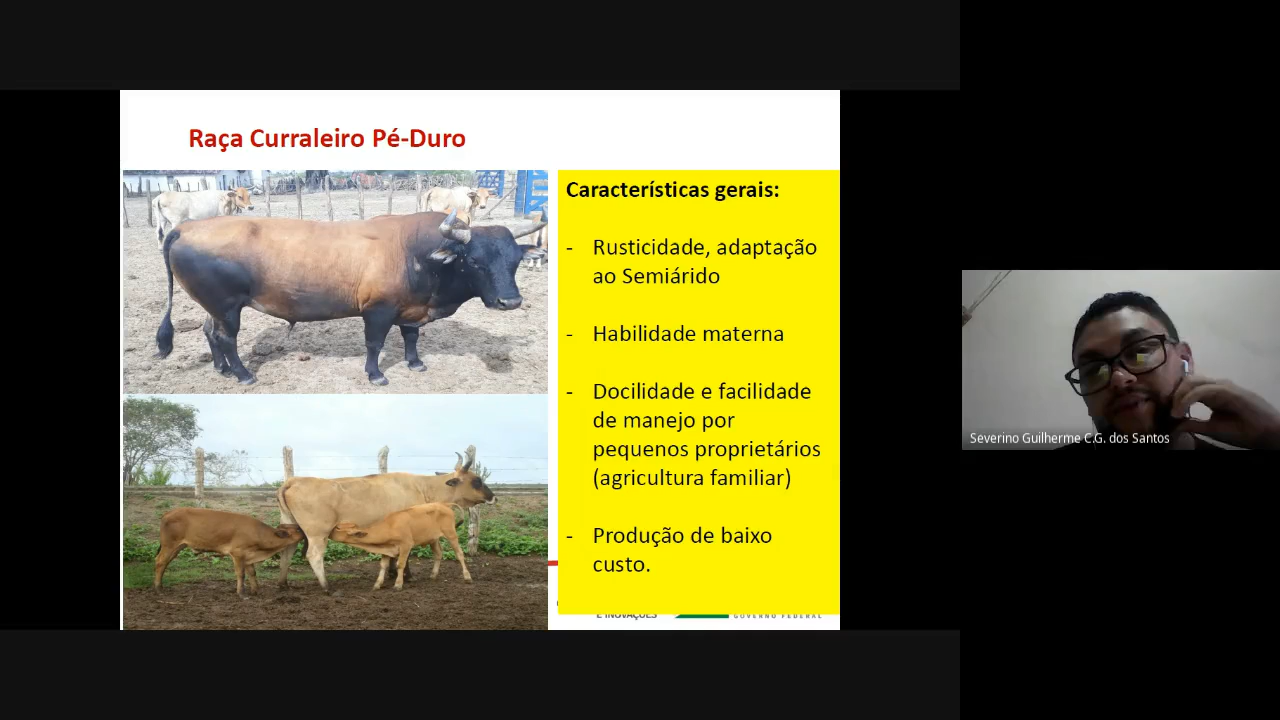 Raça Curraleiro Pé-Duro
Características gerais:
- Rusticidade, adaptação
ao Semiárido
- Habilidade materna
- Docilidade e facilidade
de manejo por
pequenos proprietários
(agricultura familiar)
- Produção de baixo
custo.
E INOVAÇÕES
GOVERNO FEDERAL
Severino Guilherme C.G. dos Santos